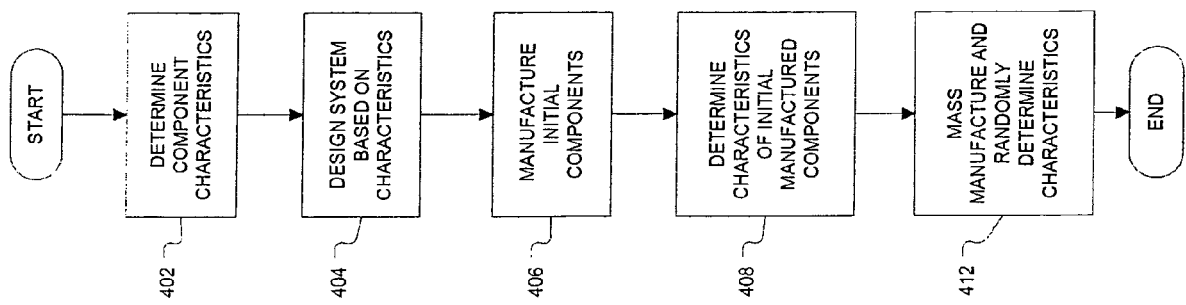 START
DETERMINE
COMPONENT
CHARACTERISTICS
402
DESIGN SYSTEM
BASED ON
CHARACTERISTICS
404
MANUFACTURE
INITIAL
COMPONENTS
406
DETERMINE
CHARACTERISTICS
OF INITIAL
MANUFACTURED
COMPONENTS
408
MASS
MANUFACTURE AND
RANDOMLY
DETERMINE
CHARACTERISTICS
412
END